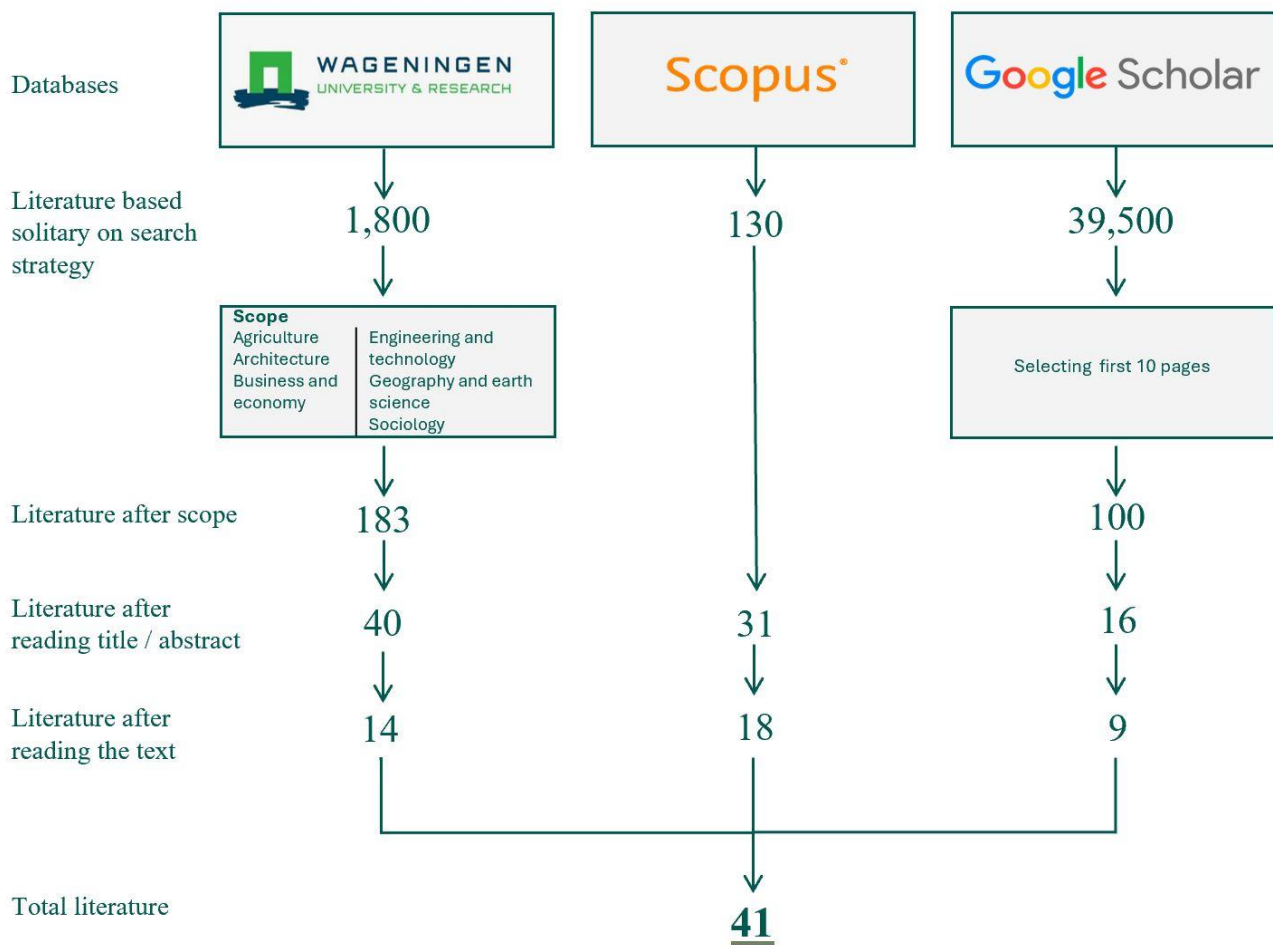 Databases
WAGENINGEN
UNIVERSITY & RESEARCH
Scopus®
Google Scholar
Literature based
solitary on search
strategy
1,800
130
39,500
Scope
Agriculture
Architecture
Business and
economy
Engineering and
technology
Geography and earth
science
Sociology
Selecting first 10 pages
Literature after scope
183
100
Literature after
reading title / abstract
40
31
16
Literature after
reading the text
14
18
9
Total literature
41